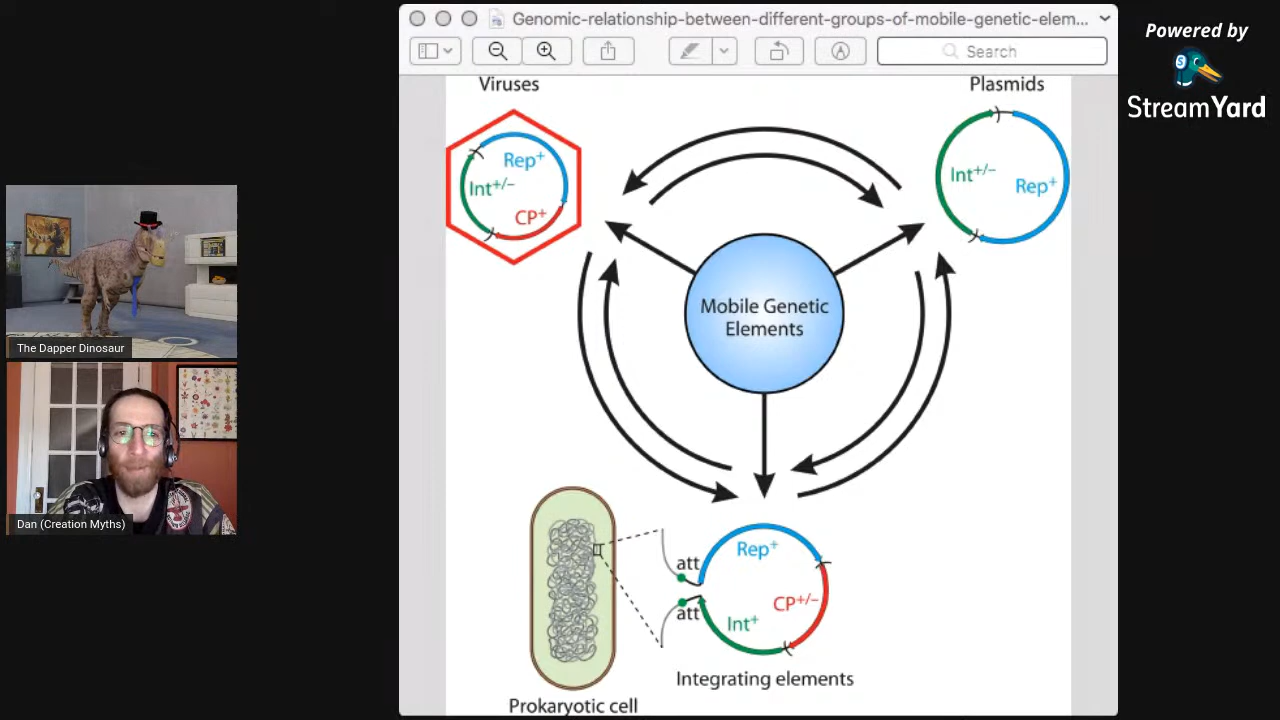 Genomic-relationship-between-different-groups-of-mobile-genetic-elem...
Search
Powered by
StreamYard
Viruses
Plasmids
Rep+
Int+/−
CP+
Int+/−
Rep+
Mobile Genetic
Elements
The Dapper Dinosaur
Dan (Creation Myths)
att
att
Rep+
CP+/−
Int+
Integrating elements
Prokaryotic cell